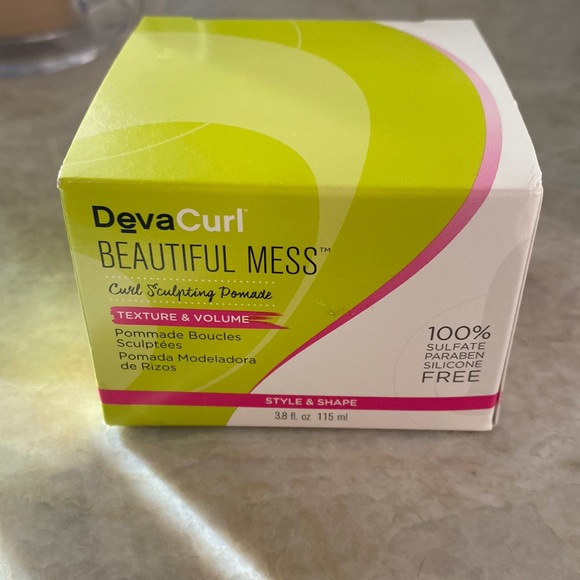 DevaCurl
BEAUTIFUL MESS™
Curl Sculpting Pomade
TEXTURE & VOLUME
Pommade Boucles
Sculptées
Pomada Modeladora
de Rizos
100%
SULFATE
PARABEN
SILICONE
FREE
STYLE & SHAPE
3.8 fl. oz 115 ml